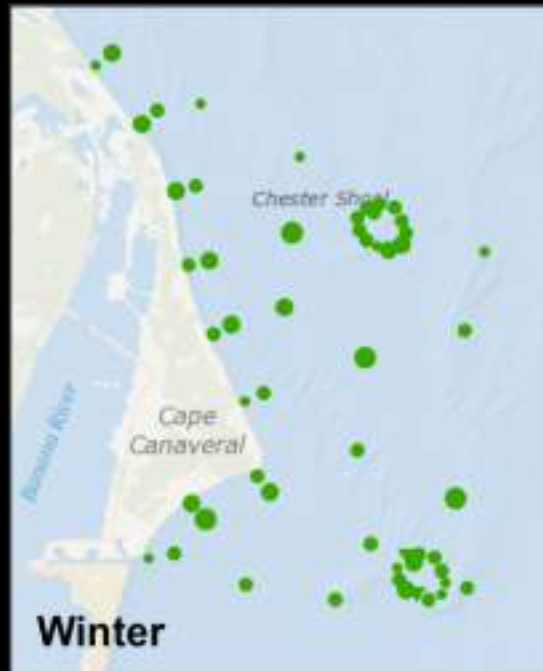 Chester Shoal
Cape
Canaveral
Banana River
Winter